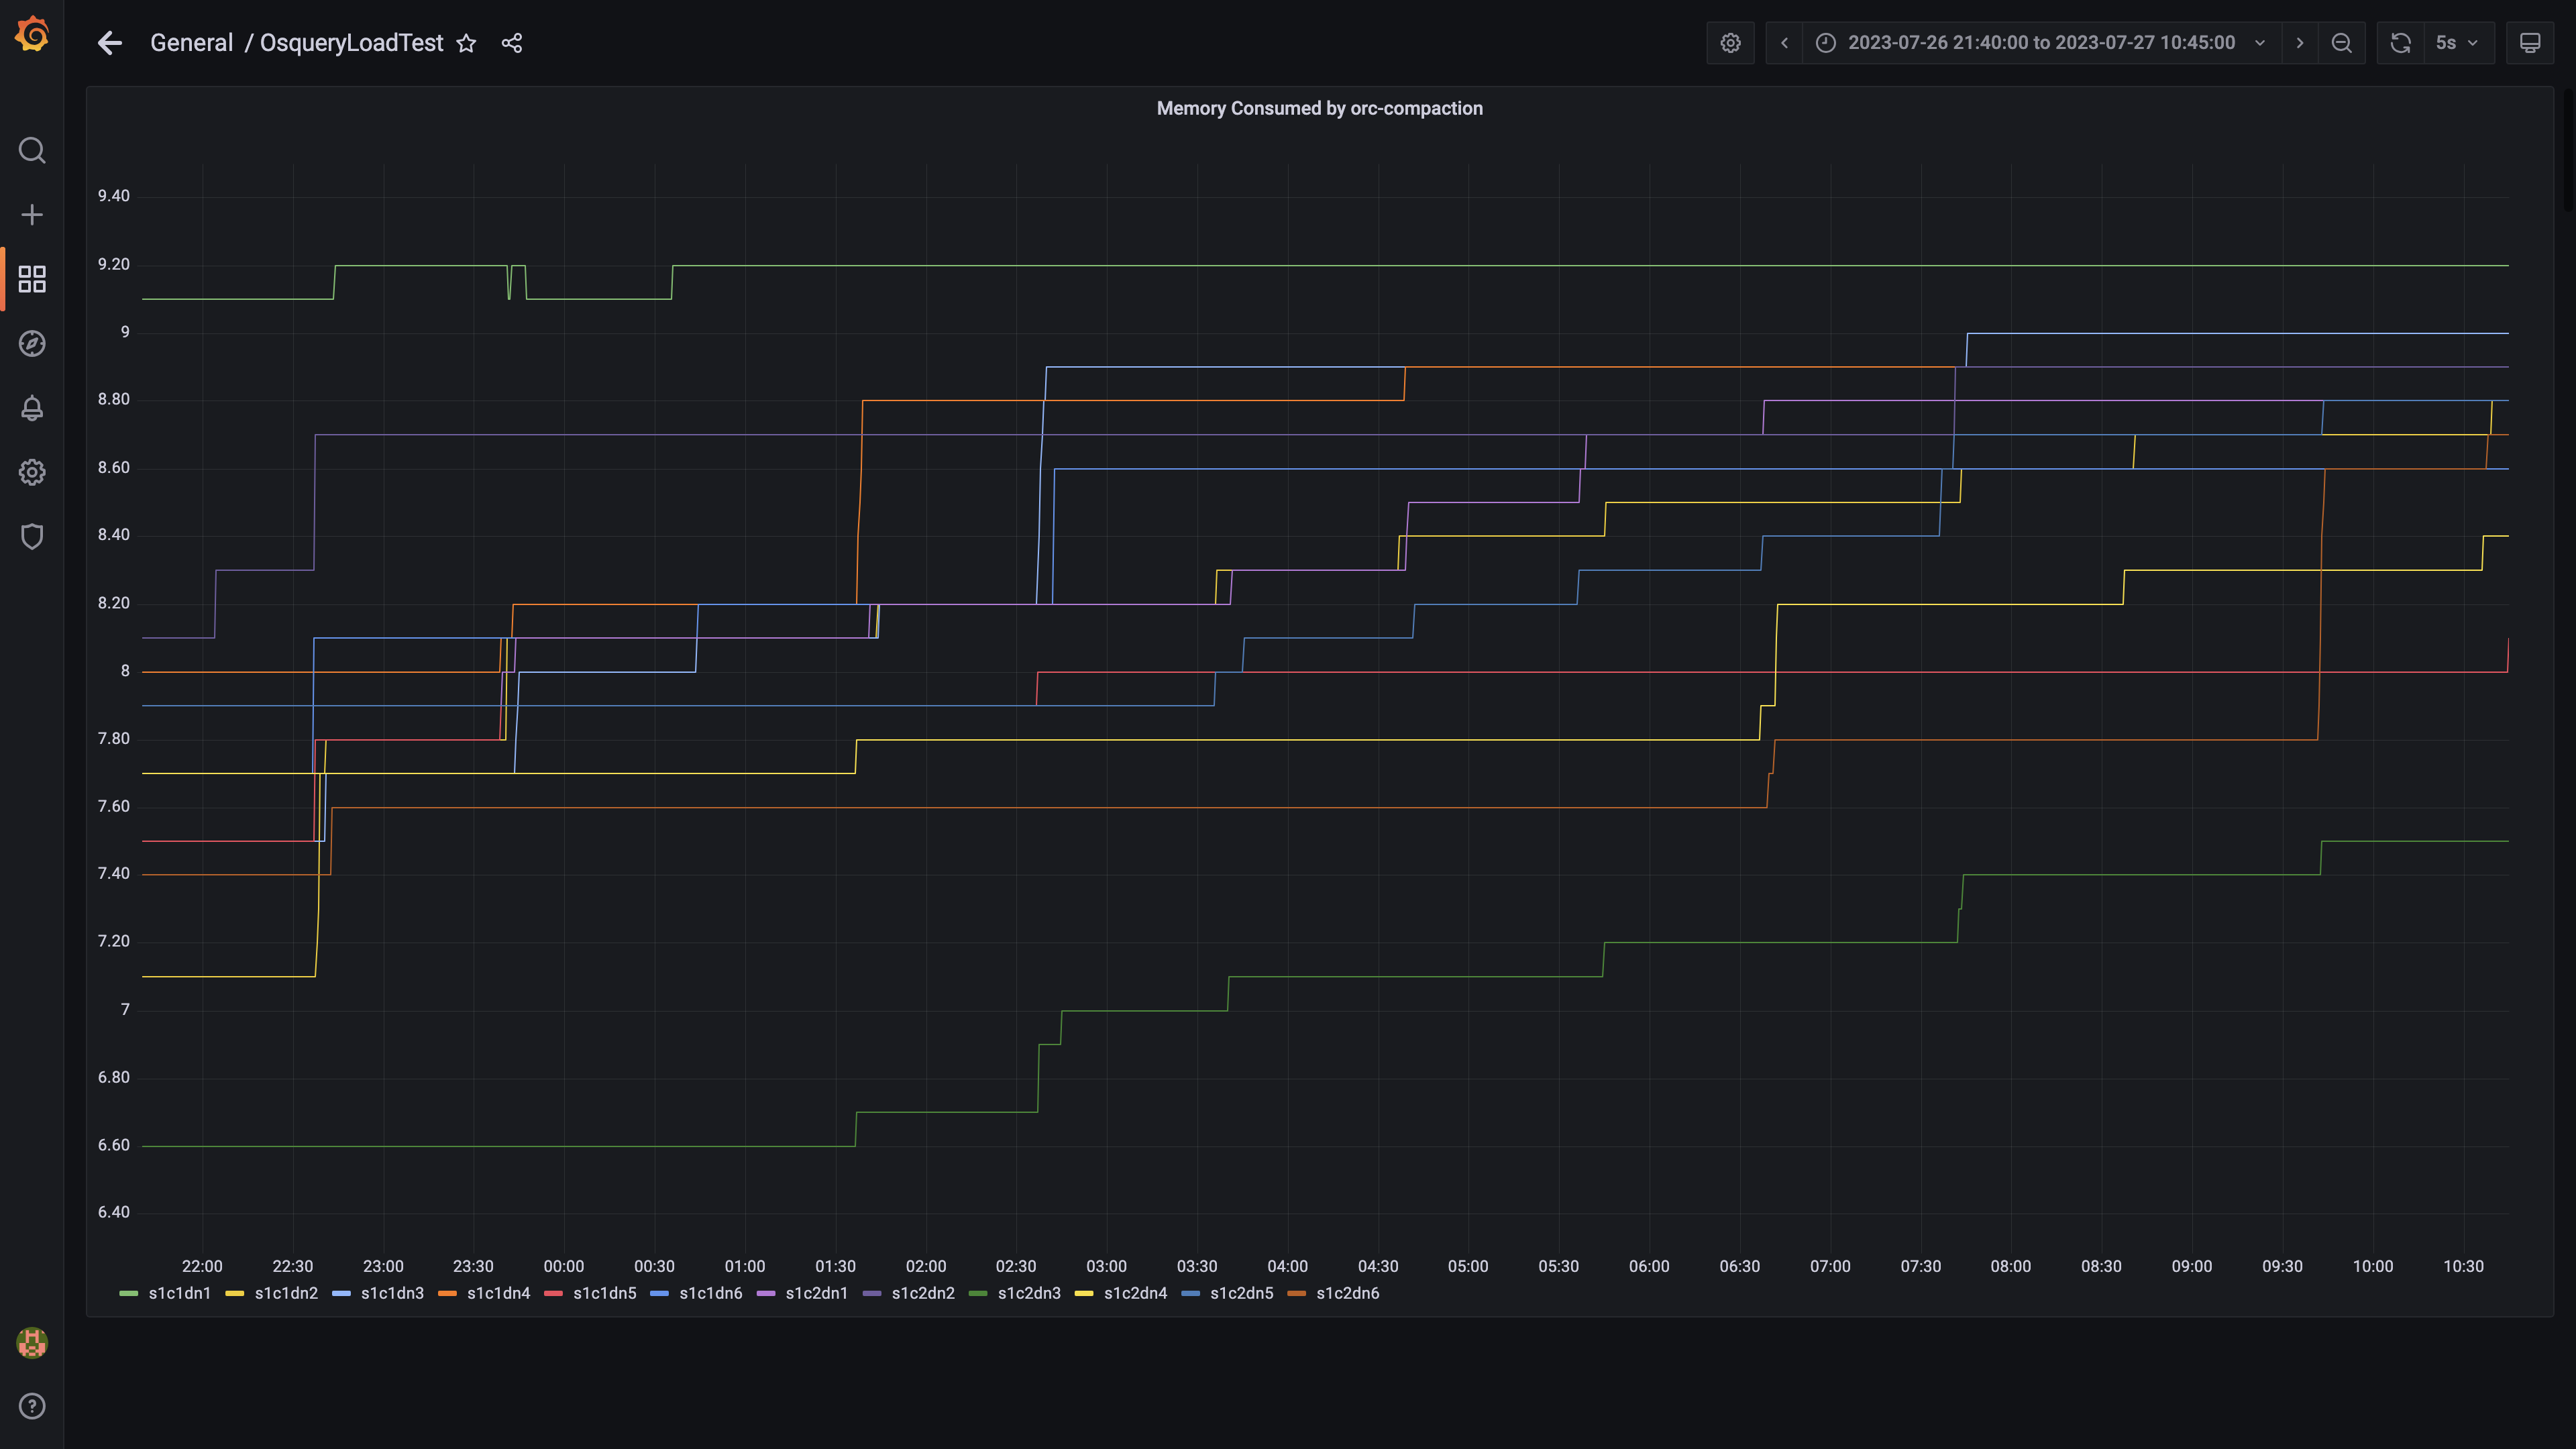 General / OsqueryLoadTest
2023-07-26 21:40:00 to 2023-07-27 10:45:00
5s
Memory Consumed by orc-compaction
9.40
9.20
9
8.80
8.60
8.40
8.20
8
7.80
7.60
7.40
7.20
7
6.80
6.60
6.40
22:00 22:30 23:00 23:30 00:00 00:30 01:00 01:30 02:00 02:30 03:00 03:30 04:00 04:30 05:00 05:30 06:00 06:30 07:00 07:30 08:00 08:30 09:00 09:30 10:00 10:30
s1c1dn1 s1c1dn2 s1c1dn3 s1c1dn4 s1c1dn5 s1c1dn6 s1c2dn1 s1c2dn2 s1c2dn3 s1c2dn4 s1c2dn5 s1c2dn6